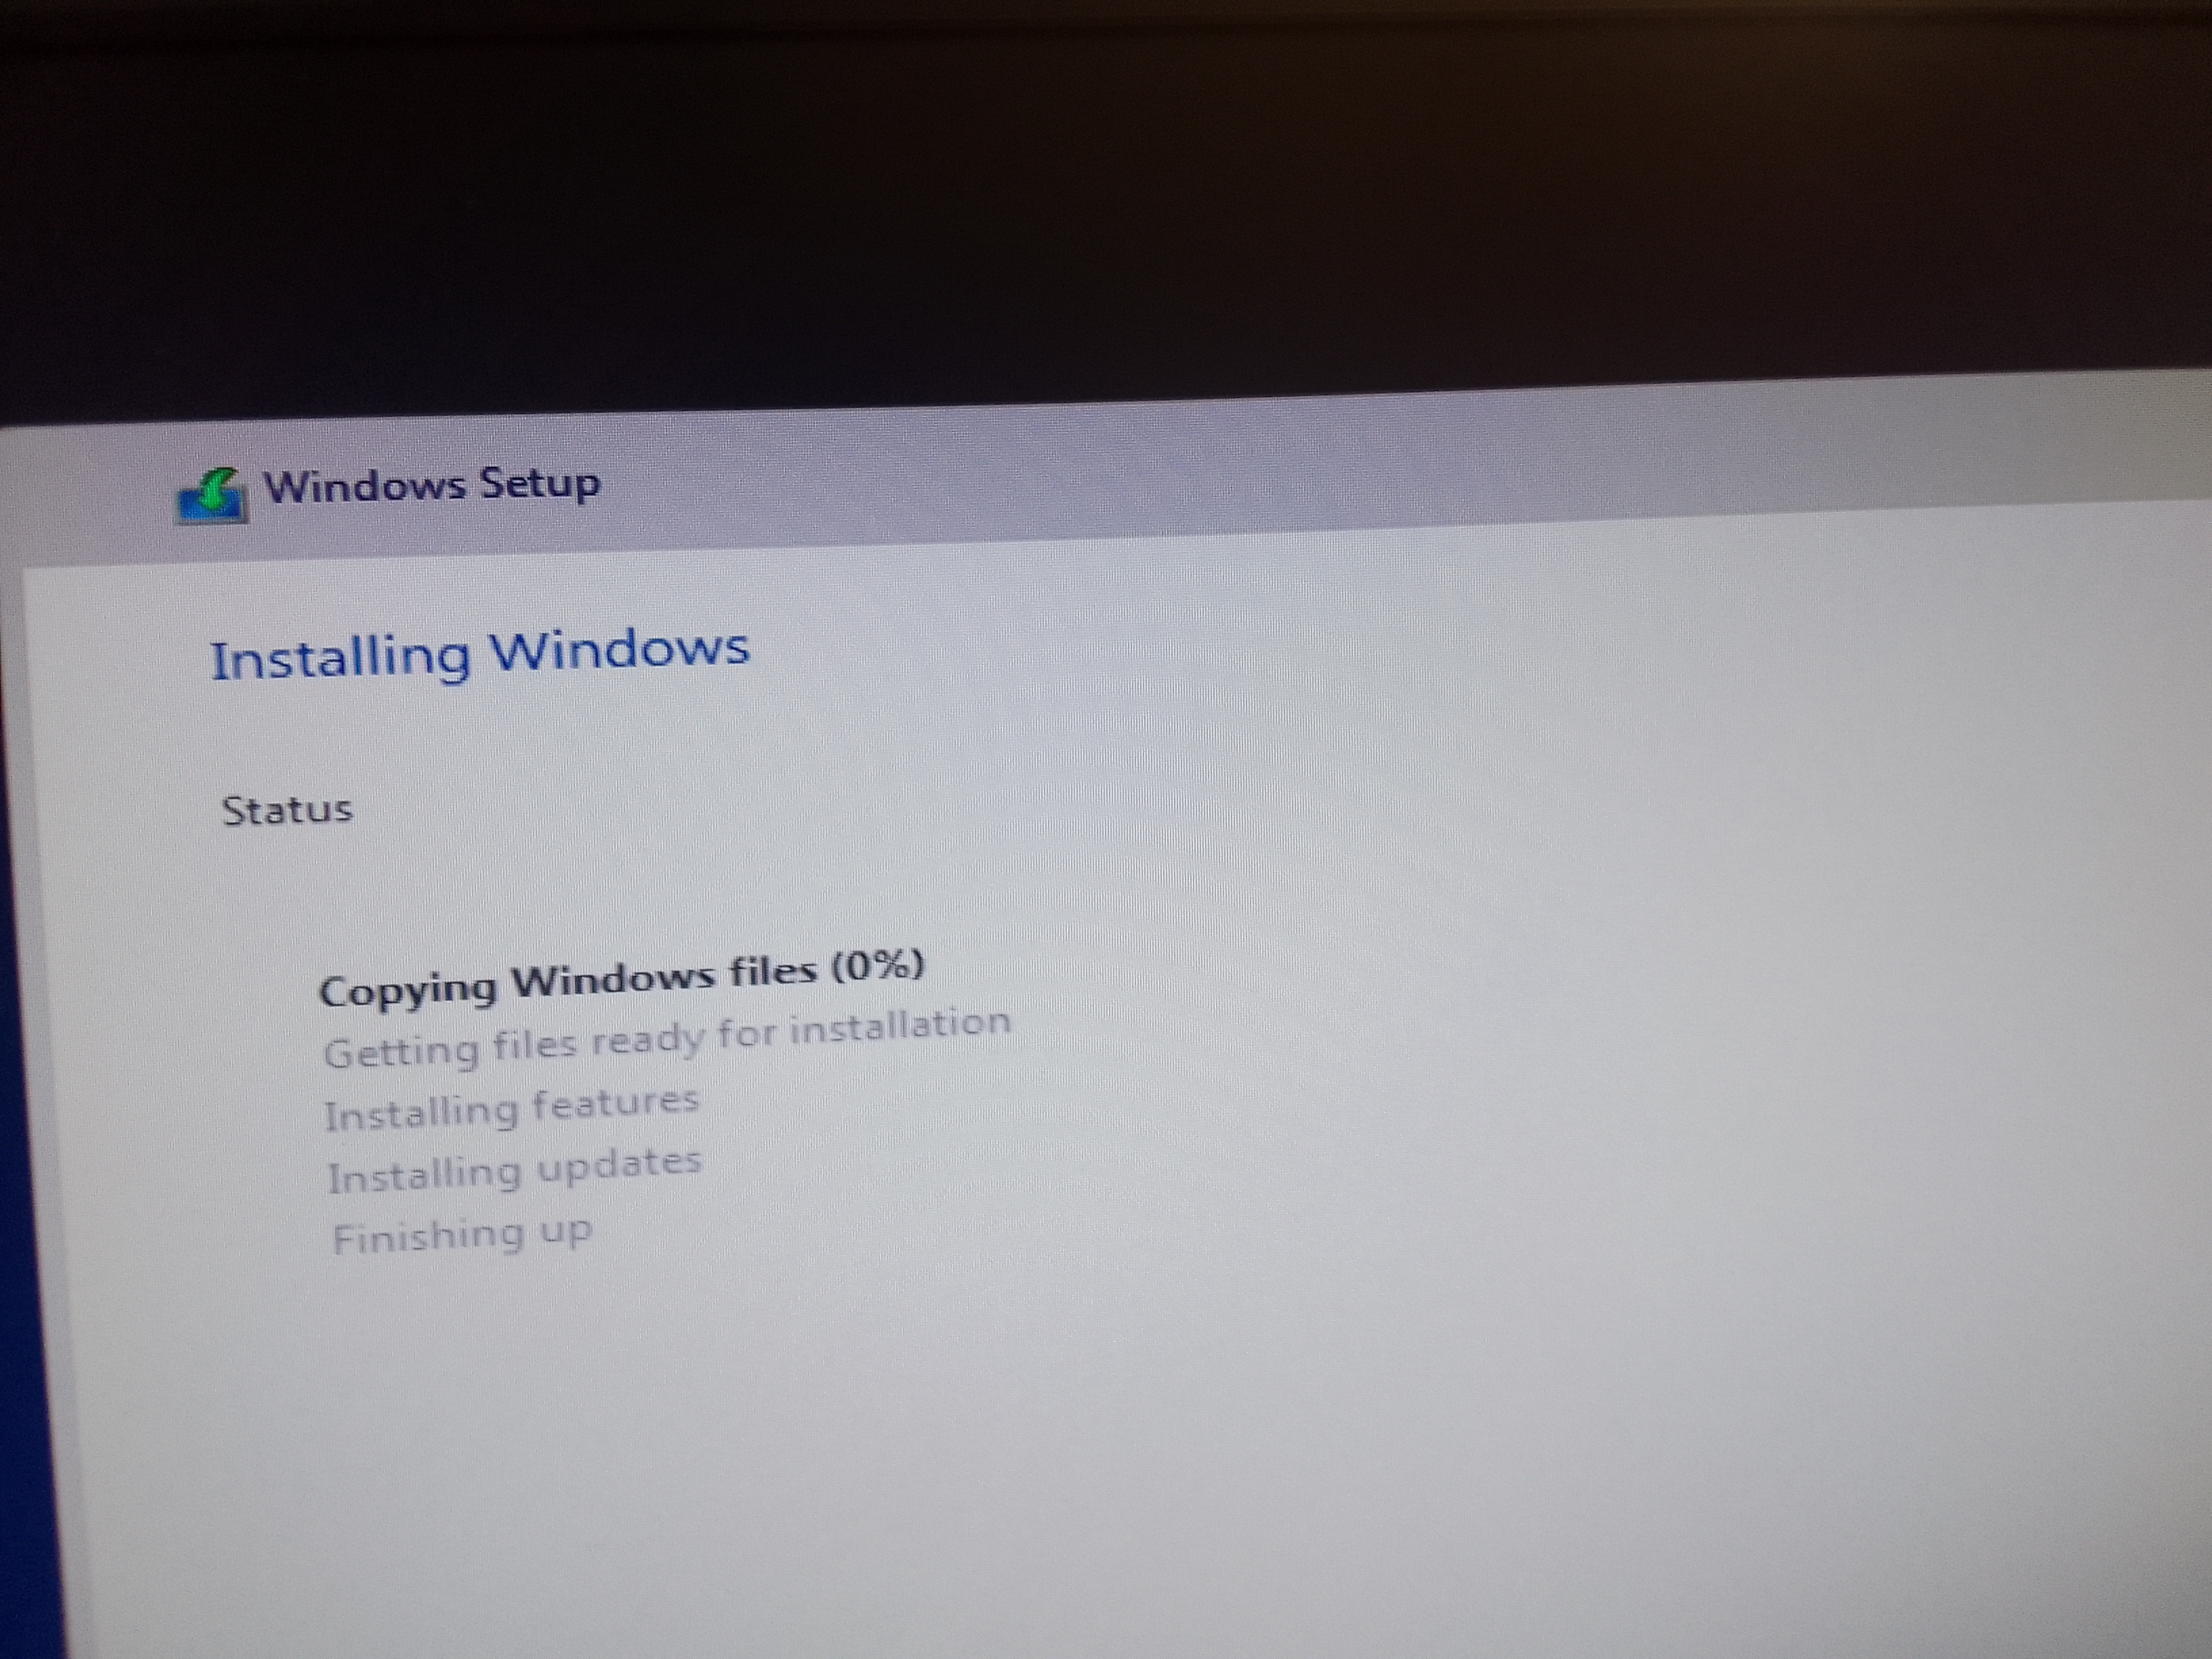 Windows Setup
Installing Windows
Status
Copying Windows files (0%)
Getting files ready for installation
Installing features
Installing updates
Finishing up